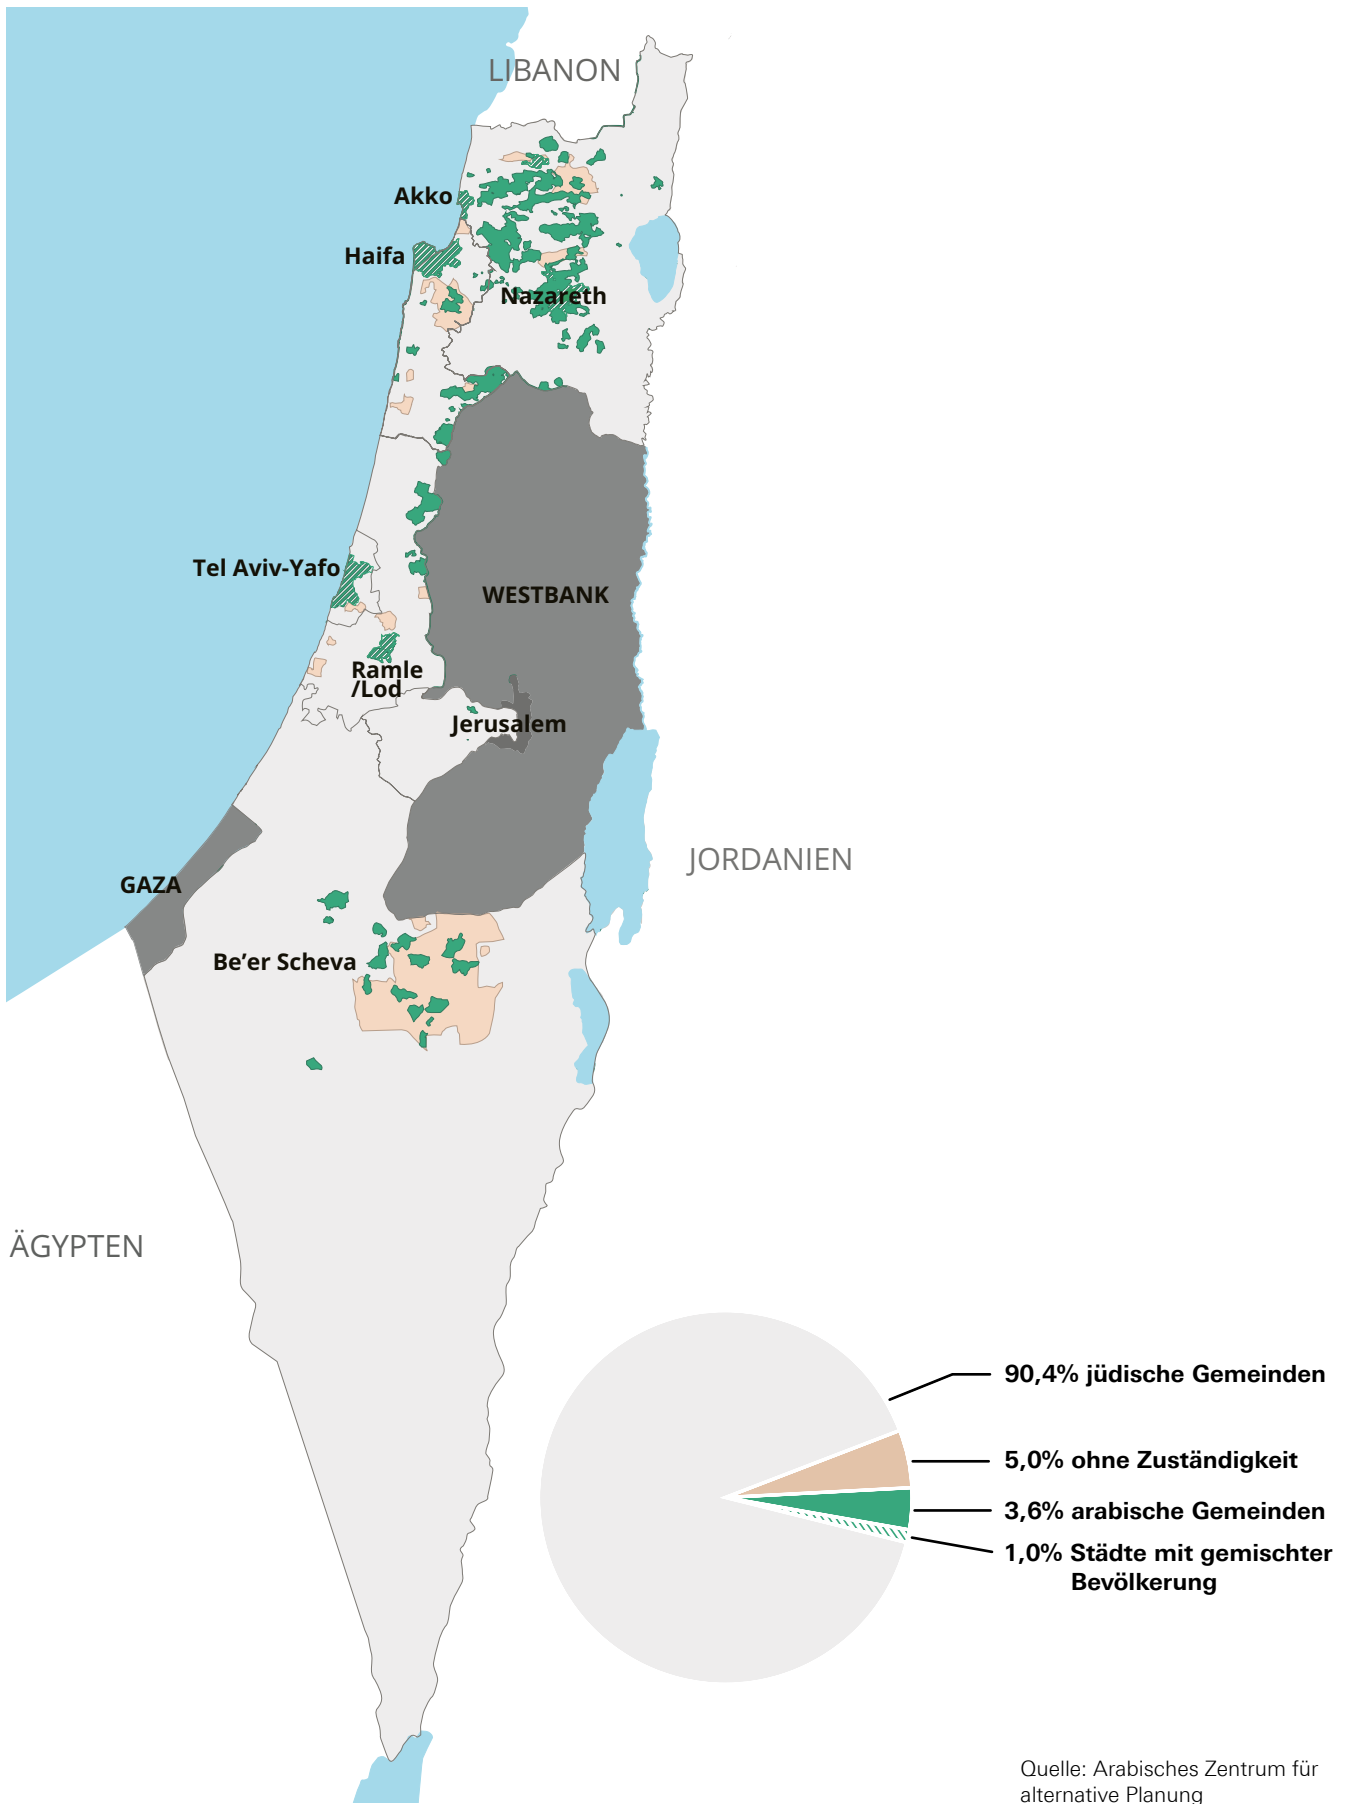 LIBANON
Akko
Haifa
Nazareth
Tel Aviv-Yafo
WESTBANK
Ramle
/Lod
Jerusalem
JORDANIEN
GAZA
Be’er Scheva
ÄGYPTEN
90,4% jüdische Gemeinden
5,0% ohne Zuständigkeit
3,6% arabische Gemeinden
1,0% Städte mit gemischter
Bevölkerung
Quelle: Arabisches Zentrum für
alternative Planung